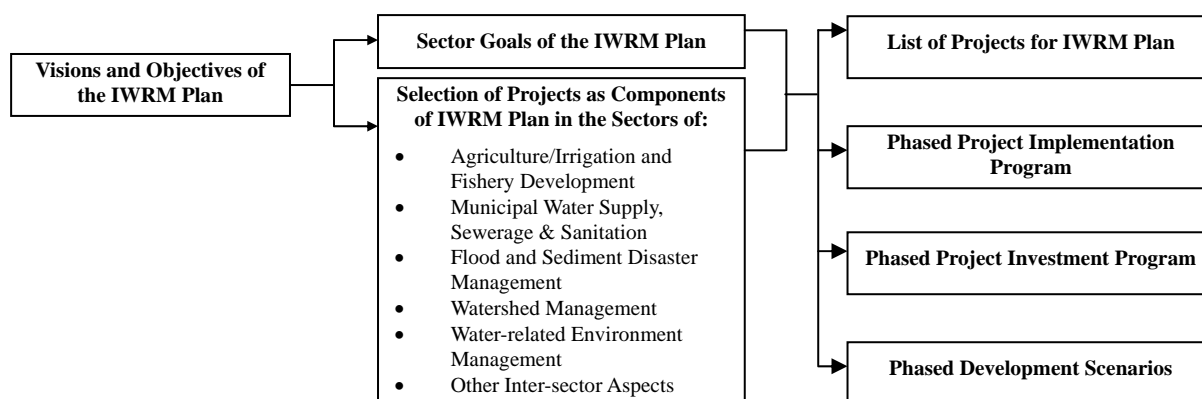 Visions and Objectives of
the IWRM Plan
Sector Goals of the IWRM Plan
Selection of Projects as Components
of IWRM Plan in the Sectors of:
• Agriculture/Irrigation and
Fishery Development
• Municipal Water Supply,
Sewerage & Sanitation
• Flood and Sediment Disaster
Management
• Watershed Management
• Water-related Environment
Management
• Other Inter-sector Aspects
List of Projects for IWRM Plan
Phased Project Implementation
Program
Phased Project Investment Program
Phased Development Scenarios